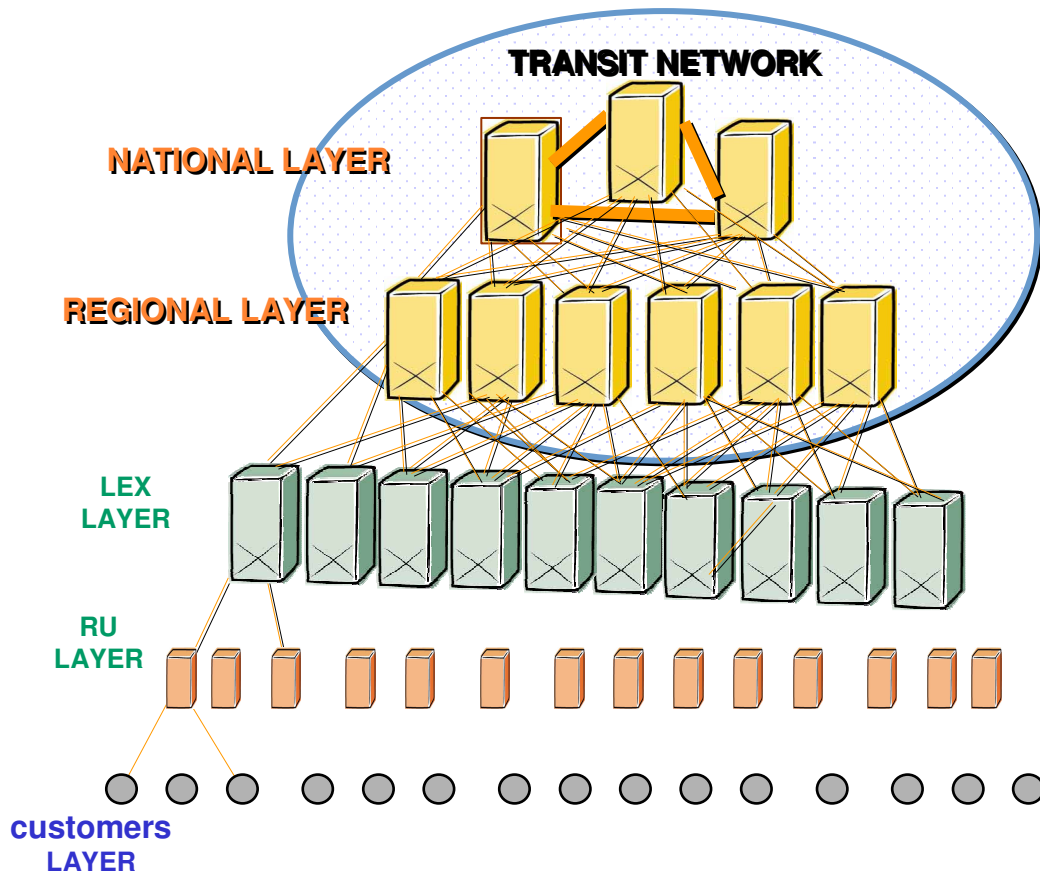 TRANSIT NETWORK
NATIONAL LAYER
REGIONAL LAYER
LEX
LAYER
RU
LAYER
customers
LAYER